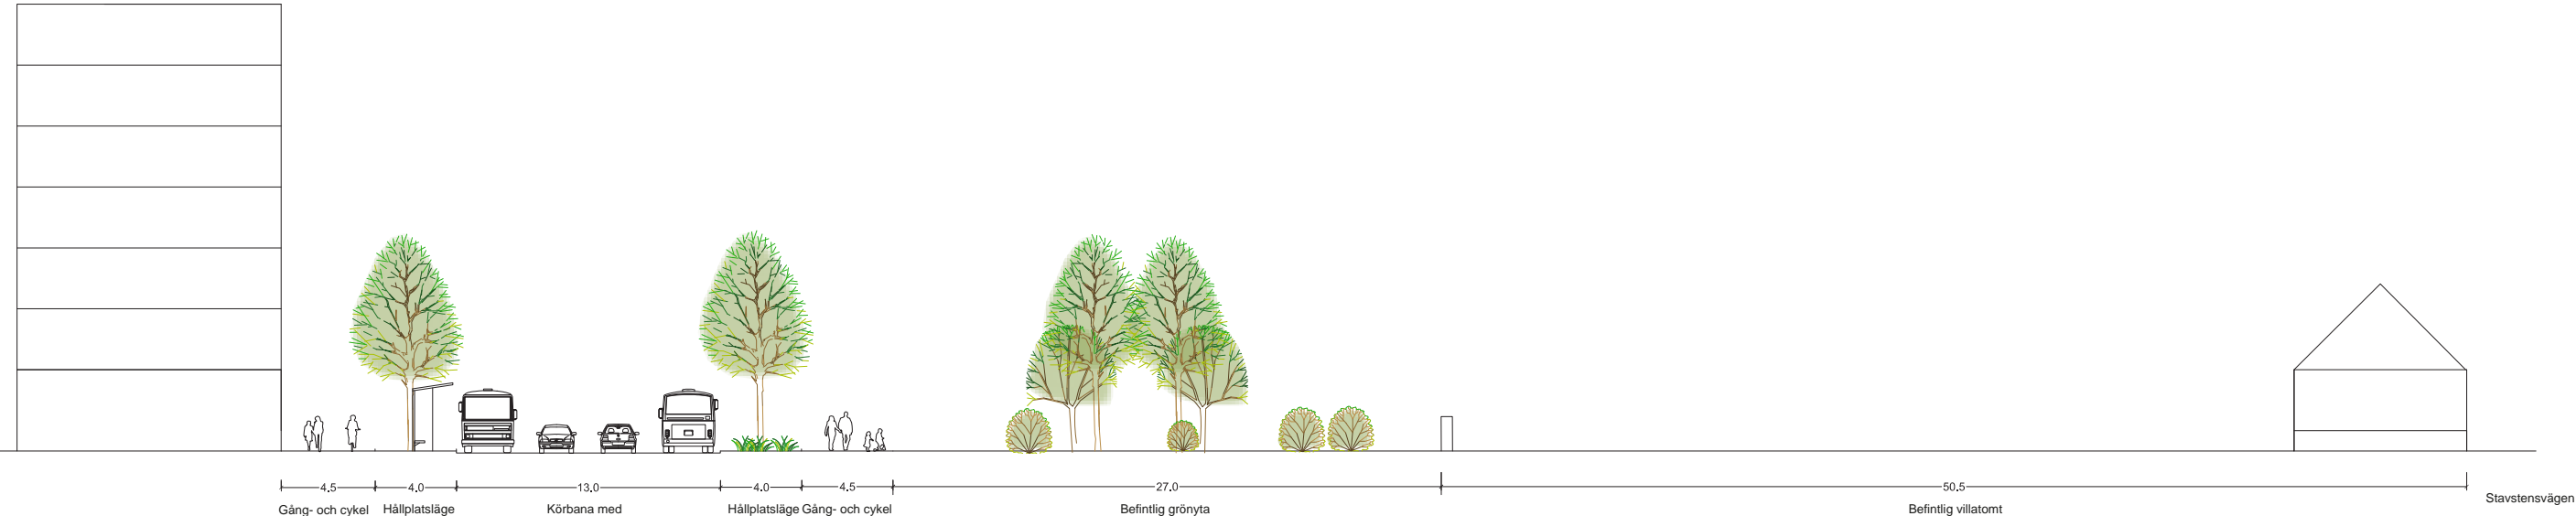 4.5 4.0 13.0 4.0 4.5 27.0 50.5
Stavstensvägen
Gång- och cykel Hållplatsläge Körbana med Hållplatsläge Gång- och cykel Befintlig grönyta Befintlig villatomt